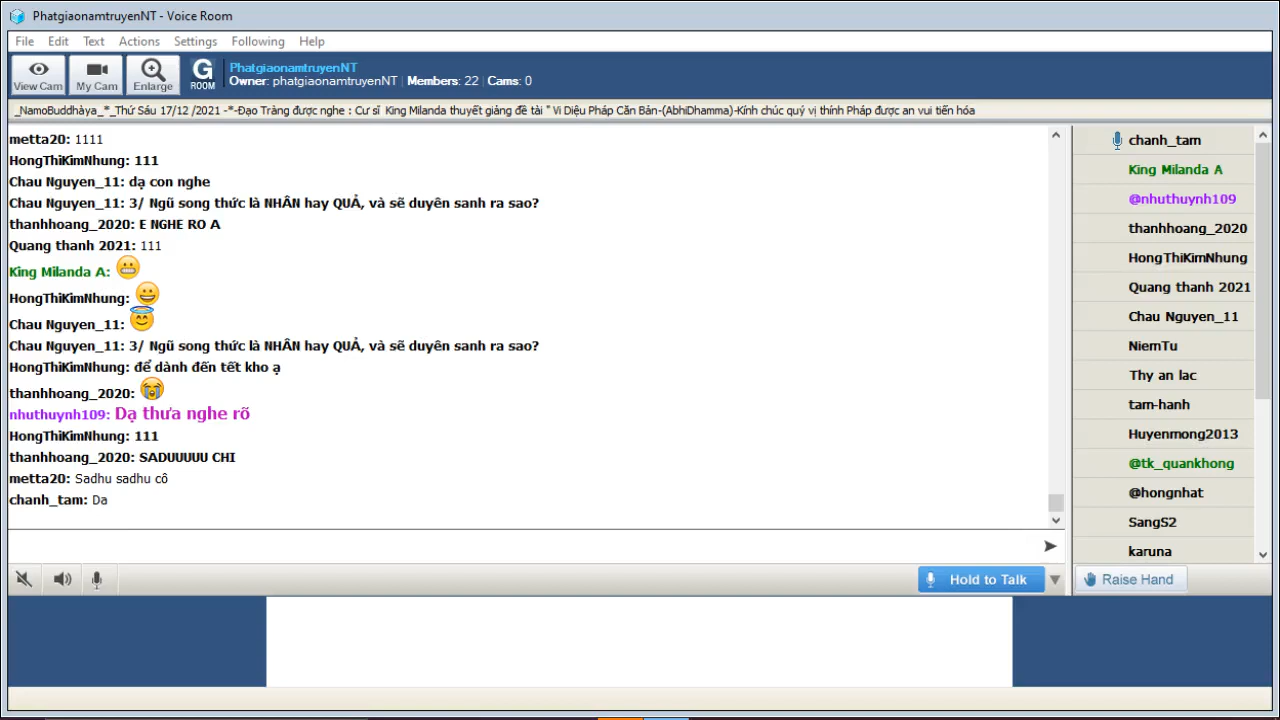 PhatgiaonamtruyenNT - Voice Room
File Edit Text Actions Settings Following Help
View Cam My Cam Enlarge G ROOM PhatgiaonamtruyenNT
Owner: phatgiaonamtruyenNT | Members: 22 | Cams: 0
_NamoBuddhàya_*_Thứ Sáu 17/12 /2021 -*-Đạo Tràng được nghe : Cư sĩ King Milanda thuyết giảng đề tài " Vi Diệu Pháp Căn Bản-(AbhiDhamma)-Kính chúc quý vị thính Pháp được an vui tiến hóa
metta20: 1111
HongThiKimNhung: 111
Chau Nguyen_11: dạ con nghe
Chau Nguyen_11: 3/ Ngũ song thức là NHÂN hay QUẢ, và sẽ duyên sanh ra sao?
thanhhoang_2020: E NGHE RO A
Quang thanh 2021: 111
King Milanda A:
HongThiKimNhung:
Chau Nguyen_11:
Chau Nguyen_11: 3/ Ngũ song thức là NHÂN hay QUẢ, và sẽ duyên sanh ra sao?
HongThiKimNhung: để dành đến tết kho ạ
thanhhoang_2020:
nhuthuynh109: Dạ thưa nghe rõ
HongThiKimNhung: 111
thanhhoang_2020: SADUUUUU CHI
metta20: Sadhu sadhu cô
chanh_tam: Da
chanh_tam
King Milanda A
@nhuthuynh109
thanhhoang_2020
HongThiKimNhung
Quang thanh 2021
Chau Nguyen_11
NiemTu
Thy an lac
tam-hanh
Huyenmong2013
@tk_quankhong
@hongnhat
SangS2
karuna
Hold to Talk
Raise Hand